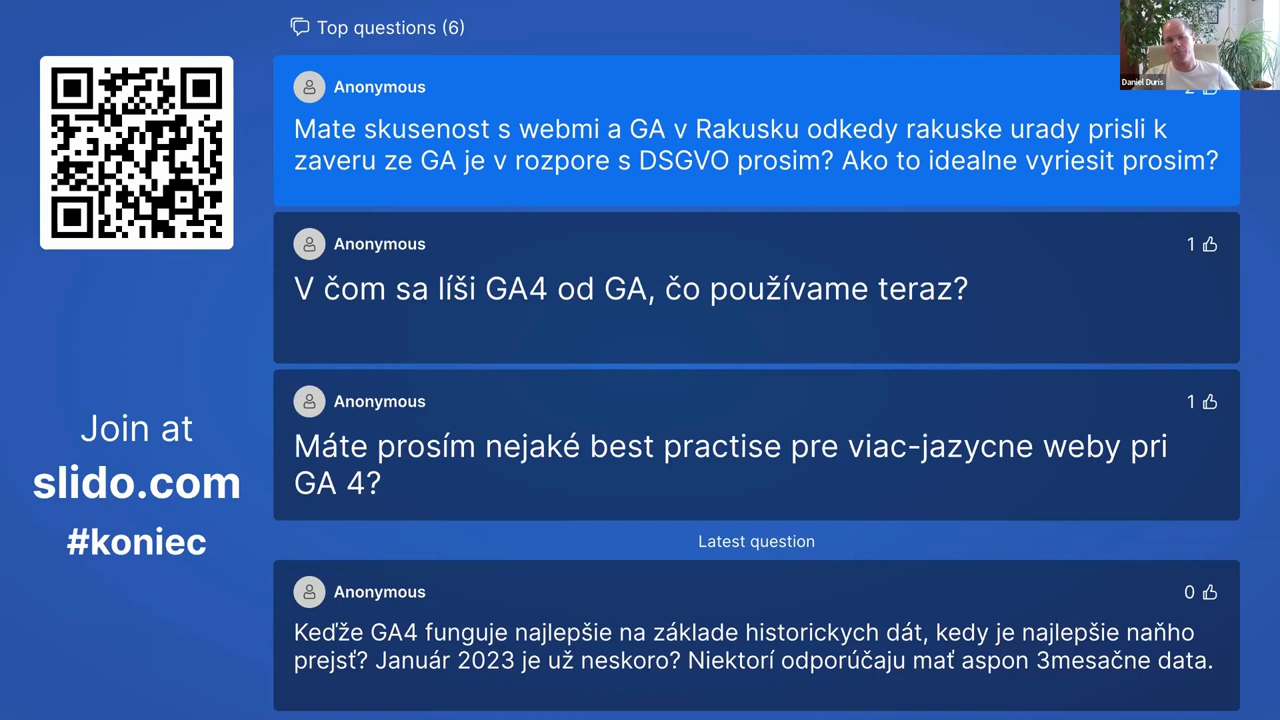 Top questions (6)
Daniel Duris
Anonymous
2
Mate skusenost s webmi a GA v Rakusku odkedy rakuske urady prisli k
zaveru ze GA je v rozpore s DSGVO prosim? Ako to idealne vyriesit prosim?
Anonymous
1
V čom sa líši GA4 od GA, čo používame teraz?
Anonymous
1
Máte prosím nejaké best practise pre viac-jazycne weby pri
GA 4?
Join at
slido.com
#koniec
Latest question
Anonymous
0
Keďže GA4 funguje najlepšie na základe historickych dát, kedy je najlepšie naňho
prejsť? Január 2023 je už neskoro? Niektorí odporúčaju mať aspon 3mesačne data.